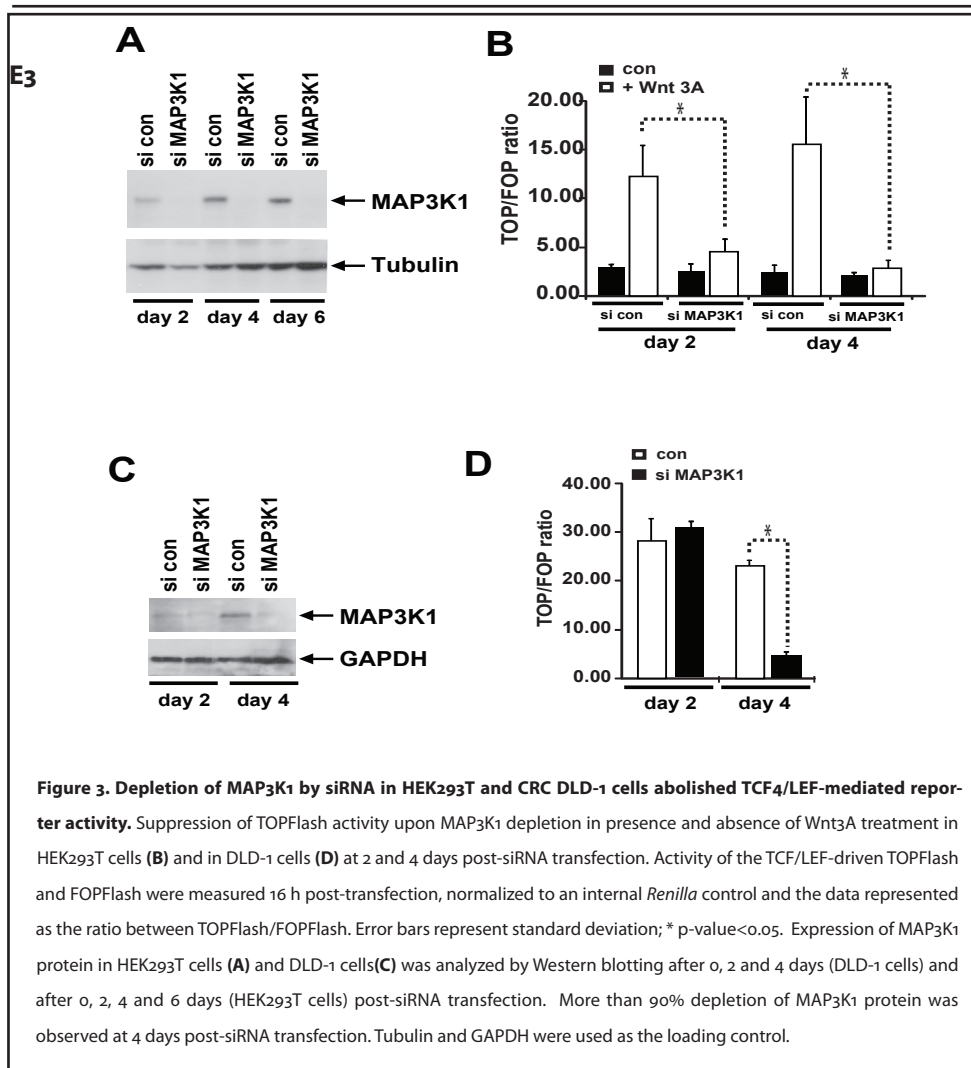 E3
A
si con
si MAP3K1
si con
si MAP3K1
si con
si MAP3K1
MAP3K1
Tubulin
day 2 day 4 day 6
B
con
+ Wnt 3A
TOP/FOP ratio
20.00
15.00
10.00
5.00
0.00
*
*
si con si MAP3K1 si con si MAP3K1
day 2 day 4
C
si con
si MAP3K1
si con
si MAP3K1
MAP3K1
GAPDH
day 2 day 4
D
con
si MAP3K1
TOP/FOP ratio
40.00
30.00
20.00
10.00
0.00
*
day 2 day 4
Figure 3. Depletion of MAP3K1 by siRNA in HEK293T and CRC DLD-1 cells abolished TCF4/LEF-mediated repor-
ter activity. Suppression of TOPFlash activity upon MAP3K1 depletion in presence and absence of Wnt3A treatment in
HEK293T cells (B) and in DLD-1 cells (D) at 2 and 4 days post-siRNA transfection. Activity of the TCF/LEF-driven TOPFlash
and FOPFlash were measured 16 h post-transfection, normalized to an internal Renilla control and the data represented
as the ratio between TOPFlash/FOPFlash. Error bars represent standard deviation; * p-value<0.05. Expression of MAP3K1
protein in HEK293T cells (A) and DLD-1 cells(C) was analyzed by Western blotting after 0, 2 and 4 days (DLD-1 cells) and
after 0, 2, 4 and 6 days (HEK293T cells) post-siRNA transfection. More than 90% depletion of MAP3K1 protein was
observed at 4 days post-siRNA transfection. Tubulin and GAPDH were used as the loading control.